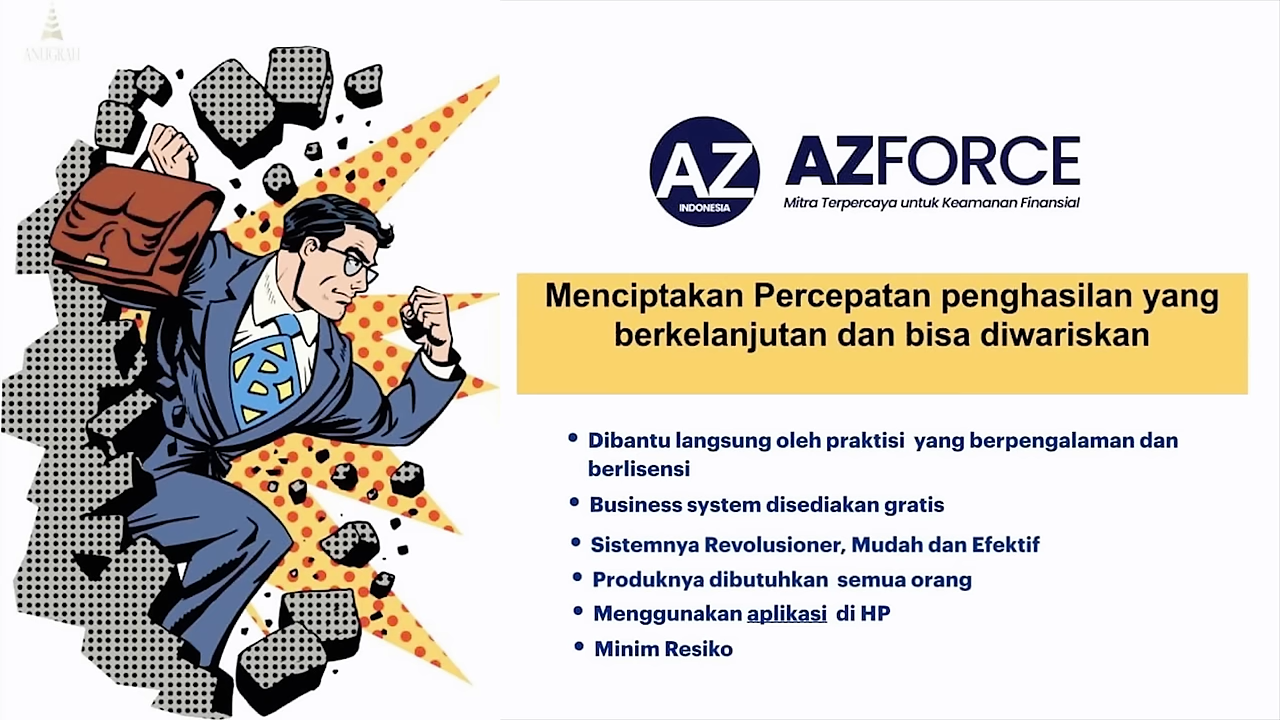 ANUGRAH
AZ
INDONESIA
AZFORCE
Mitra Terpercaya untuk Keamanan Finansial
Menciptakan Percepatan penghasilan yang
berkelanjutan dan bisa diwariskan
• Dibantu langsung oleh praktisi yang berpengalaman dan
berlisensi
• Business system disediakan gratis
• Sistemnya Revolusioner, Mudah dan Efektif
• Produknya dibutuhkan semua orang
• Menggunakan aplikasi di HP
• Minim Resiko